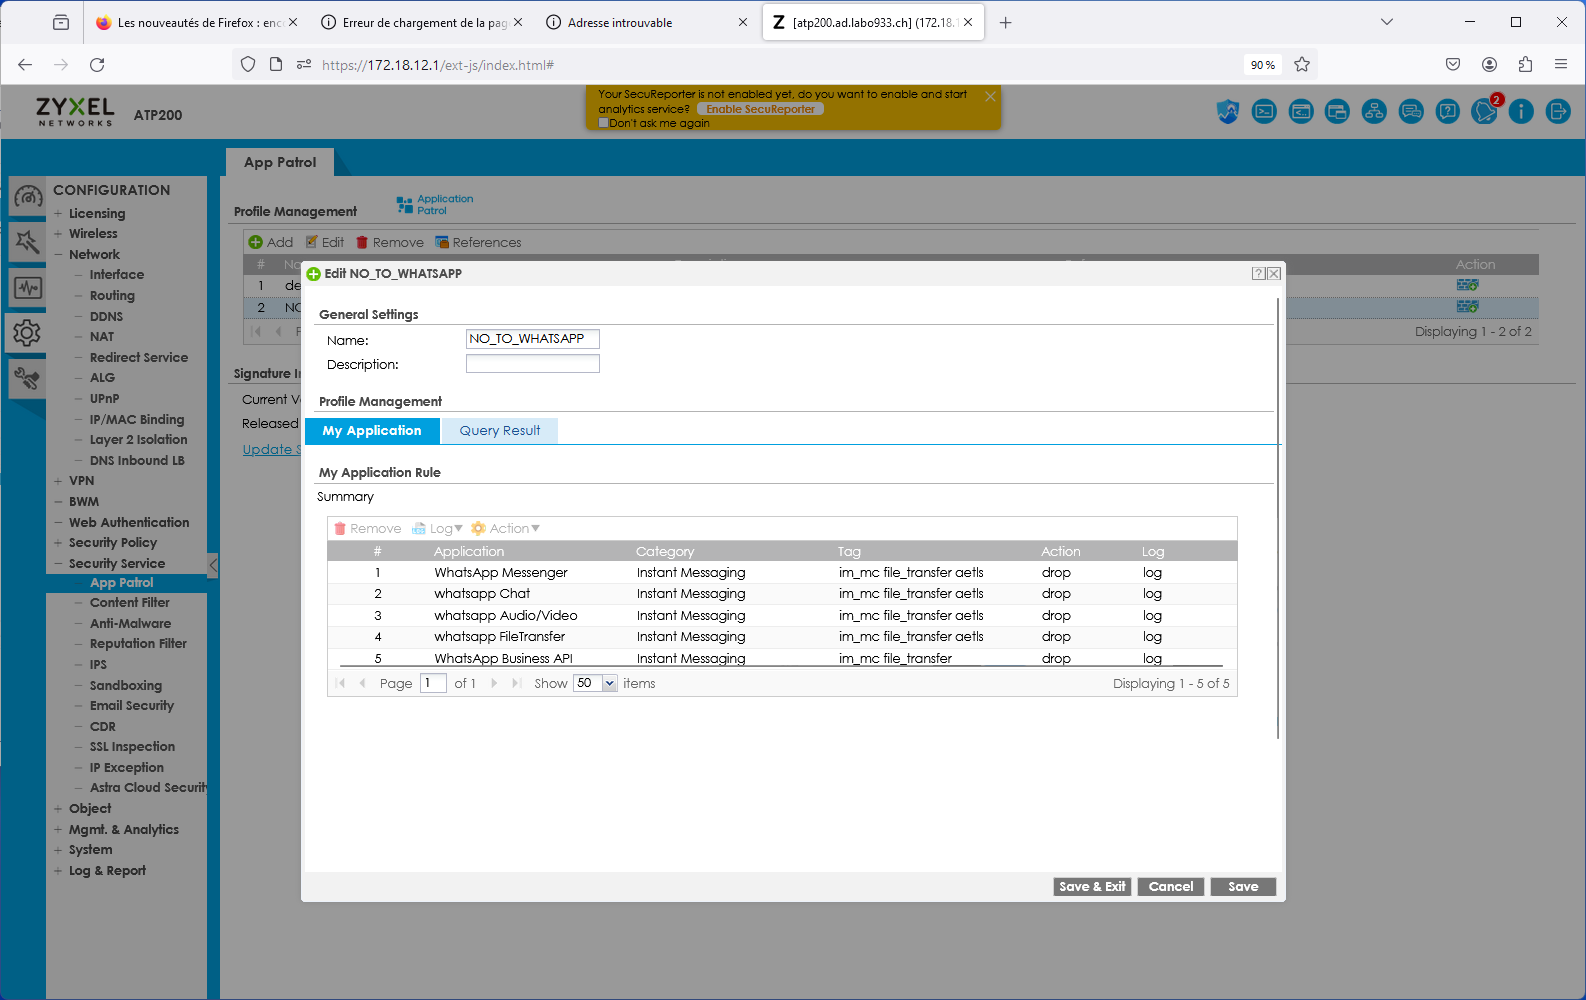 Les nouveautés de Firefox : enc
Erreur de chargement de la pag
Adresse introuvable
Z [atp200.ad.labo933.ch] (172.18.1
https://172.18.12.1/ext-js/index.html#
90 %
ZYXEL
NETWORKS
ATP200
Your SecuReporter is not enabled yet, do you want to enable and start
analytics service? Enable SecuReporter
Don't ask me again
2
App Patrol
CONFIGURATION
Licensing
Wireless
Network
Interface
Routing
DDNS
NAT
Redirect Service
ALG
UPnP
IP/MAC Binding
Layer 2 Isolation
DNS Inbound LB
VPN
BWM
Web Authentication
Security Policy
Security Service
App Patrol
Content Filter
Anti-Malware
Reputation Filter
IPS
Sandboxing
Email Security
CDR
SSL Inspection
IP Exception
Astra Cloud Security
Object
Mgmt. & Analytics
System
Log & Report
Profile Management
Application
Patrol
Add Edit Remove References
# Action
1 de
2 NO
Displaying 1 - 2 of 2
Signature
Current V
Released
Update
Edit NO_TO_WHATSAPP
General Settings
Name: NO_TO_WHATSAPP
Description:
Profile Management
My Application Query Result
My Application Rule
Summary
Remove Log Action
# Application Category Tag Action Log
1 WhatsApp Messenger Instant Messaging im_mc file_transfer aetls drop log
2 whatsapp Chat Instant Messaging im_mc file_transfer aetls drop log
3 whatsapp Audio/Video Instant Messaging im_mc file_transfer aetls drop log
4 whatsapp FileTransfer Instant Messaging im_mc file_transfer aetls drop log
5 WhatsApp Business API Instant Messaging im_mc file_transfer drop log
Page 1 of 1 Show 50 items Displaying 1 - 5 of 5
Save & Exit Cancel Save